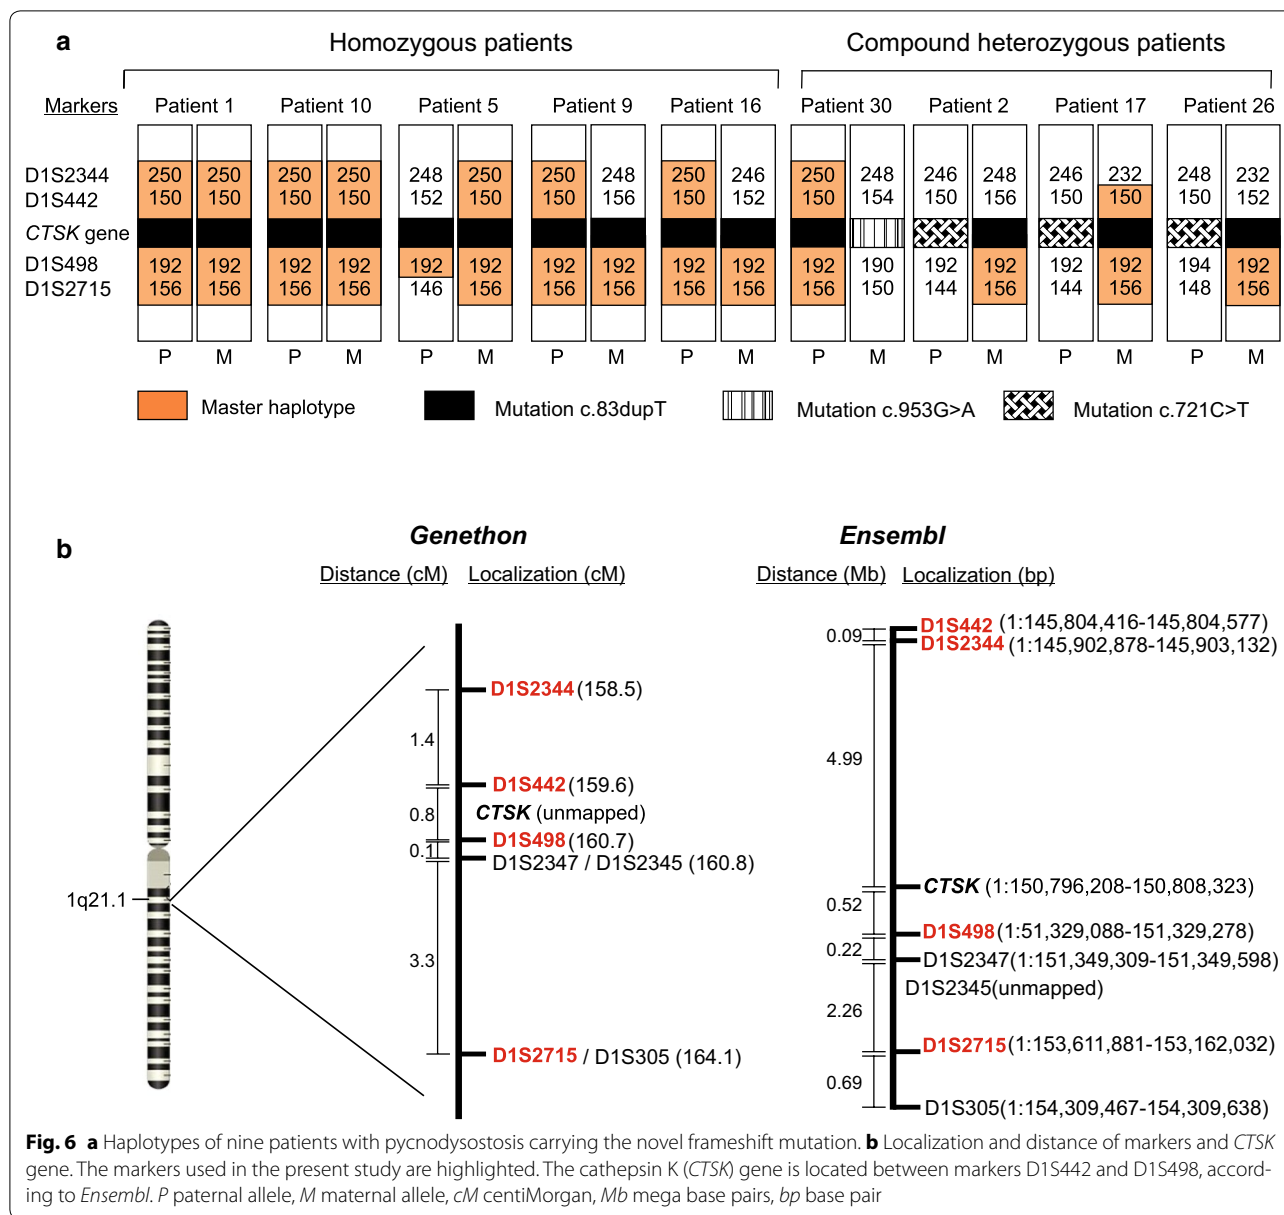 a
Homozygous patients
Compound heterozygous patients
Markers Patient 1 Patient 10 Patient 5 Patient 9 Patient 16 Patient 30 Patient 2 Patient 17 Patient 26
D1S2344 250 250 250 250 248 250 250 248 250 246 250 248 246 248 246 232 248 232
D1S442 150 150 150 150 152 150 150 156 150 152 150 154 150 156 150 150 150 152
CTSK gene
D1S498 192 192 192 192 192 192 192 192 192 192 192 190 192 192 192 192 194 192
D1S2715 156 156 156 156 146 156 156 156 156 156 156 150 144 156 144 156 148 156
P M P M P M P M P M P M P M P M P M
Master haplotype Mutation c.83dupT Mutation c.953G>A Mutation c.721C>T
b
Genethon
Distance (cM) Localization (cM)
1q21.1
D1S2344 (158.5)
1.4
D1S442 (159.6)
0.8
CTSK (unmapped)
D1S498 (160.7)
0.1
D1S2347 / D1S2345 (160.8)
3.3
D1S2715 / D1S305 (164.1)
Ensembl
Distance (Mb) Localization (bp)
D1S442 (1:145,804,416-145,804,577)
0.09
D1S2344 (1:145,902,878-145,903,132)
4.99
CTSK (1:150,796,208-150,808,323)
0.52
D1S498 (1:51,329,088-151,329,278)
0.22
D1S2347(1:151,349,309-151,349,598)
D1S2345(unmapped)
2.26
D1S2715 (1:153,611,881-153,162,032)
0.69
D1S305(1:154,309,467-154,309,638)
Fig. 6 a Haplotypes of nine patients with pycnodysostosis carrying the novel frameshift mutation. b Localization and distance of markers and CTSK
gene. The markers used in the present study are highlighted. The cathepsin K (CTSK) gene is located between markers D1S442 and D1S498, accord-
ing to Ensembl. P paternal allele, M maternal allele, cM centiMorgan, Mb mega base pairs, bp base pair